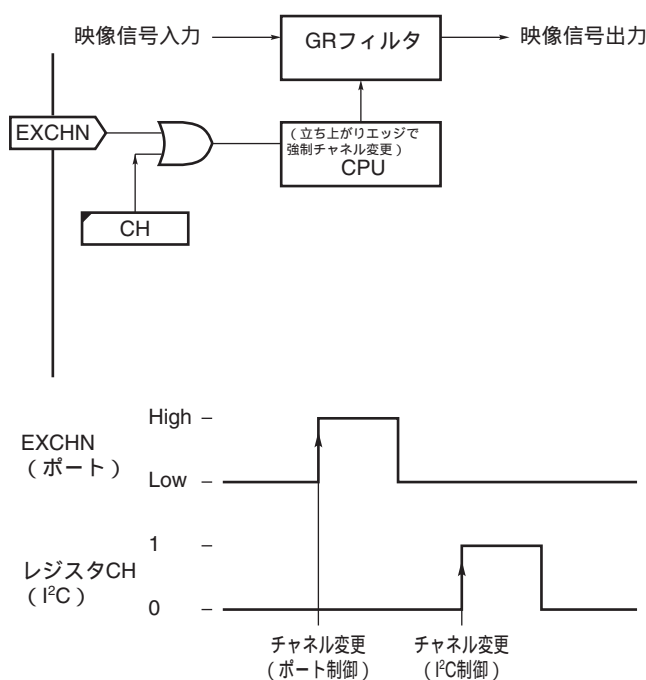 映像信号入力
GRフィルタ
映像信号出力
EXCHN
（立ち上がりエッジで
強制チャネル変更）
CPU
CH
High
EXCHN
（ポート）
Low
1
レジスタCH
（I²C）
0
チャネル変更
（ポート制御）
チャネル変更
（I²C制御）